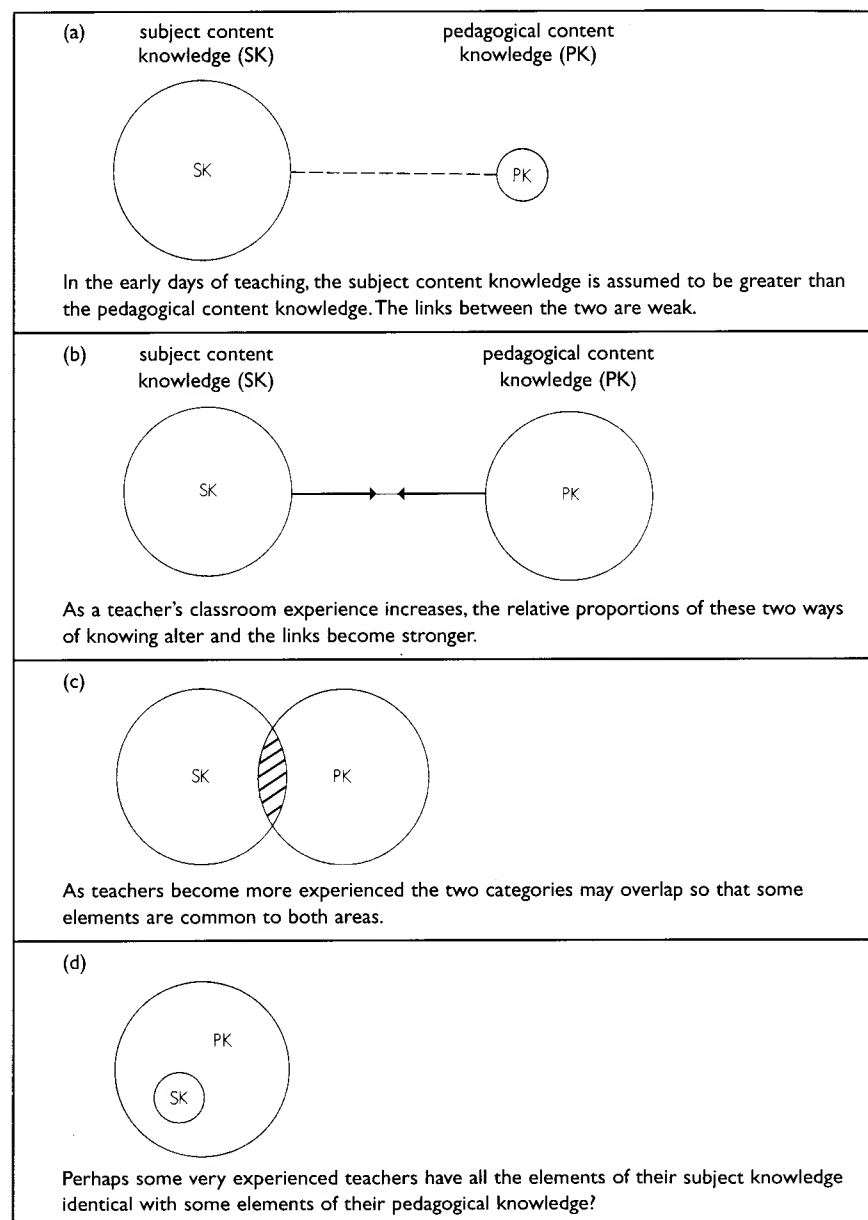 (a)
subject content
knowledge (SK)
pedagogical content
knowledge (PK)
SK
PK
In the early days of teaching, the subject content knowledge is assumed to be greater than
the pedagogical content knowledge. The links between the two are weak.
(b)
subject content
knowledge (SK)
pedagogical content
knowledge (PK)
SK
PK
As a teacher's classroom experience increases, the relative proportions of these two ways
of knowing alter and the links become stronger.
(c)
SK
PK
As teachers become more experienced the two categories may overlap so that some
elements are common to both areas.
(d)
PK
SK
Perhaps some very experienced teachers have all the elements of their subject knowledge
identical with some elements of their pedagogical knowledge?